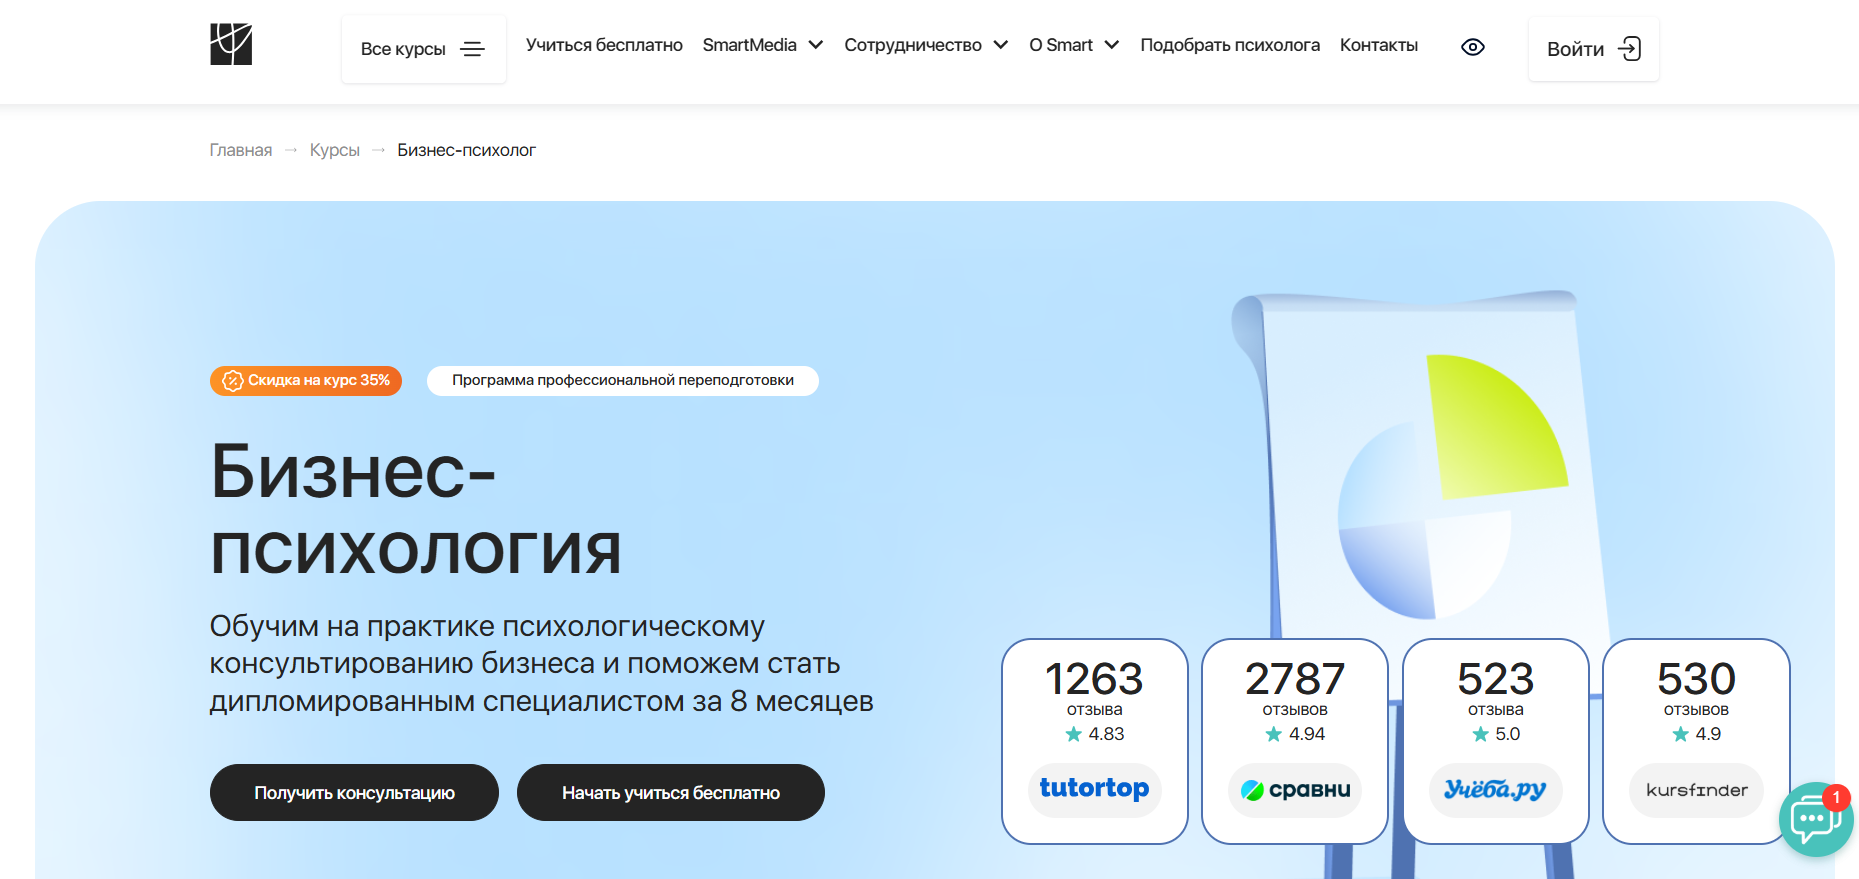 Все курсы
Учиться бесплатно
SmartMedia
Сотрудничество
О Smart
Подобрать психолога
Контакты
Войти
Главная → Курсы → Бизнес-психолог
Скидка на курс 35%
Программа профессиональной переподготовки
Бизнес-
психология
Обучим на практике психологическому
консультированию бизнеса и поможем стать
дипломированным специалистом за 8 месяцев
Получить консультацию
Начать учиться бесплатно
1263
отзыва
4.83
tutortop
2787
отзывов
4.94
сравни
523
отзыва
5.0
Учёба.ру
530
отзывов
4.9
kursfinder
1